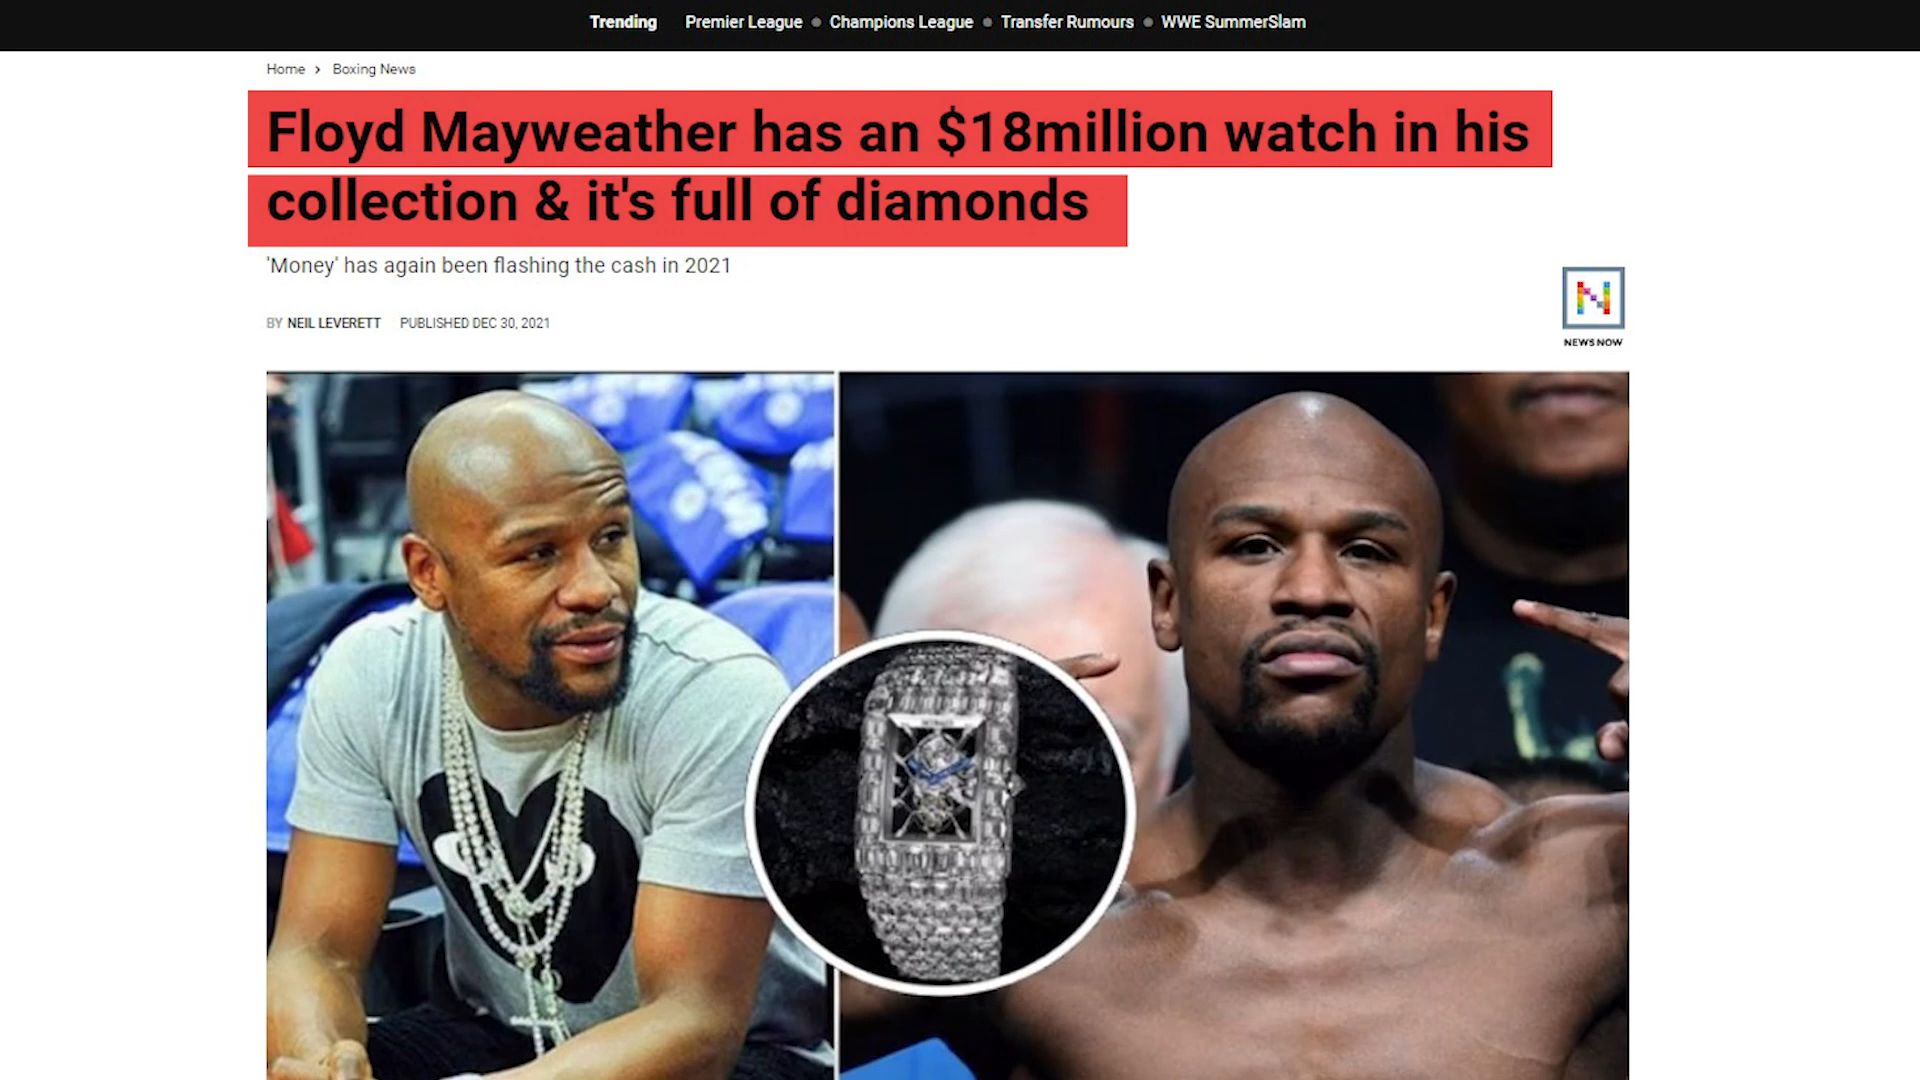 Trending Premier League Champions League Transfer Rumours WWE SummerSlam
Home > Boxing News
Floyd Mayweather has an $18million watch in his
collection & it's full of diamonds
'Money' has again been flashing the cash in 2021
BY NEIL LEVERETT PUBLISHED DEC 30, 2021
N
NEWS NOW